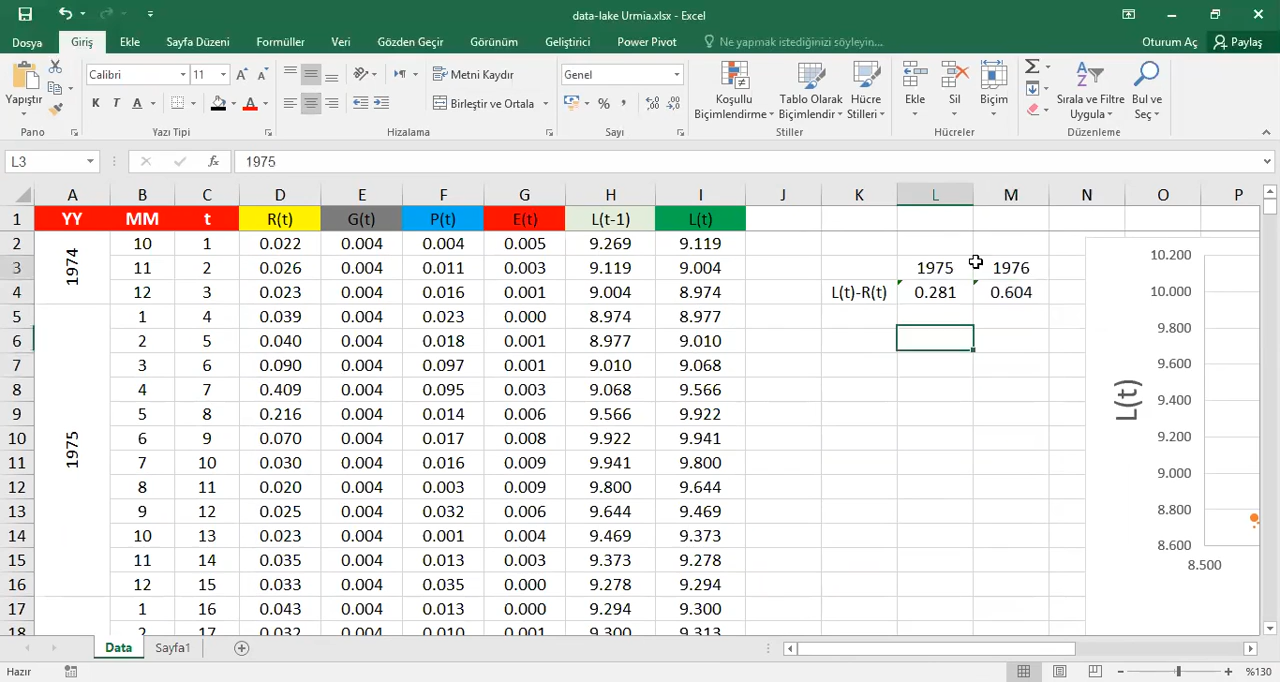 data-lake Urmia.xlsx - Excel
Dosya Giriş Ekle Sayfa Düzeni Formüller Veri Gözden Geçir Görünüm Geliştirici Power Pivot Ne yapmak istediğinizi söyleyin... Oturum Aç Paylaş
Yapıştır
Calibri 11
Metni Kaydır
Genel
Koşullu Biçimlendirme
Tablo Olarak Biçimlendir
Hücre Stilleri
Ekle Sil Biçim
Sırala ve Filtre Uygula
Bul ve Seç
K T A
Birleştir ve Ortala
Pano Yazı Tipi Hizalama Sayı Stiller Hücreler Düzenleme
L3 fx 1975
A B C D E F G H I J K L M N O P
1 YY MM t R(t) G(t) P(t) E(t) L(t-1) L(t)
2 1974 10 1 0.022 0.004 0.004 0.005 9.269 9.119
3 11 2 0.026 0.004 0.011 0.003 9.119 9.004 1975 1976
4 12 3 0.023 0.004 0.016 0.001 9.004 8.974 L(t)-R(t) 0.281 0.604
5 1975 1 4 0.039 0.004 0.023 0.000 8.974 8.977
6 2 5 0.040 0.004 0.018 0.001 8.977 9.010
7 3 6 0.090 0.004 0.097 0.001 9.010 9.068
8 4 7 0.409 0.004 0.095 0.003 9.068 9.566
9 5 8 0.216 0.004 0.014 0.006 9.566 9.922
10 6 9 0.070 0.004 0.017 0.008 9.922 9.941
11 7 10 0.030 0.004 0.016 0.009 9.941 9.800
12 8 11 0.020 0.004 0.003 0.009 9.800 9.644
13 9 12 0.025 0.004 0.032 0.006 9.644 9.469
14 10 13 0.023 0.004 0.001 0.004 9.469 9.373
15 11 14 0.035 0.004 0.013 0.003 9.373 9.278
16 12 15 0.033 0.004 0.035 0.000 9.278 9.294
17 1 16 0.043 0.004 0.013 0.000 9.294 9.300
18 2 17 0.032 0.004 0.010 0.001 9.300 9.313
L(t)
10.200
10.000
9.800
9.600
9.400
9.200
9.000
8.800
8.600
8.500
Data Sayfa1
Hazır %130